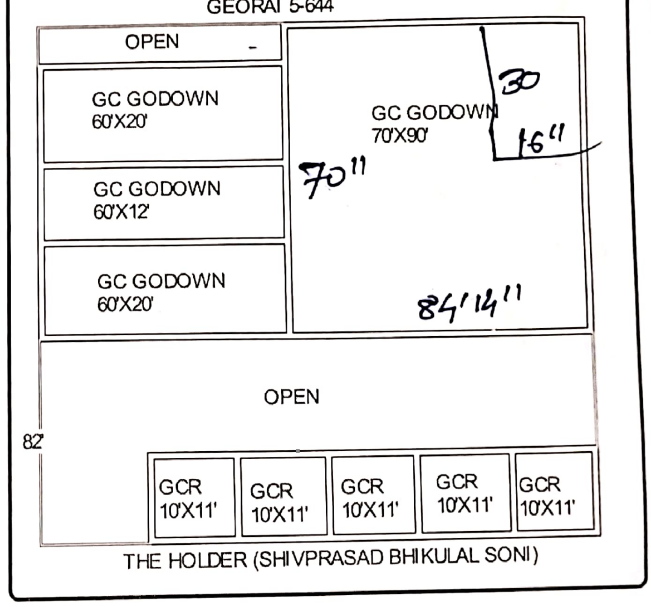 GEORAI 5-644
OPEN
GC GODOWN
60'X20'
GC GODOWN
70'X90'
30
16"
70"
GC GODOWN
60'X12'
GC GODOWN
60'X20'
84'14"
OPEN
82'
GCR
10'X11'
GCR
10'X11'
GCR
10'X11'
GCR
10'X11'
GCR
10'X11'
THE HOLDER (SHIVPRASAD BHIKULAL SONI)